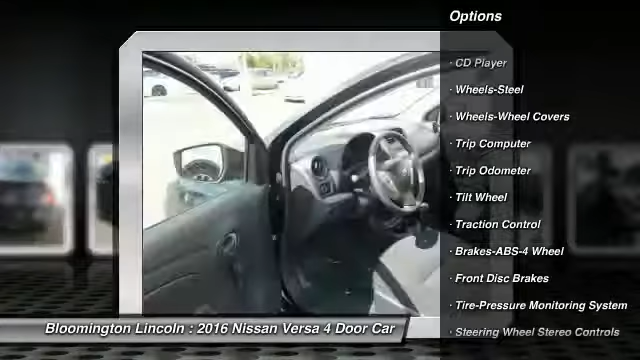 Options
· CD Player
· Wheels-Steel
· Wheels-Wheel Covers
· Trip Computer
· Trip Odometer
· Tilt Wheel
· Traction Control
· Brakes-ABS-4 Wheel
· Front Disc Brakes
· Tire-Pressure Monitoring System
· Steering Wheel Stereo Controls
Bloomington Lincoln : 2016 Nissan Versa 4 Door Car